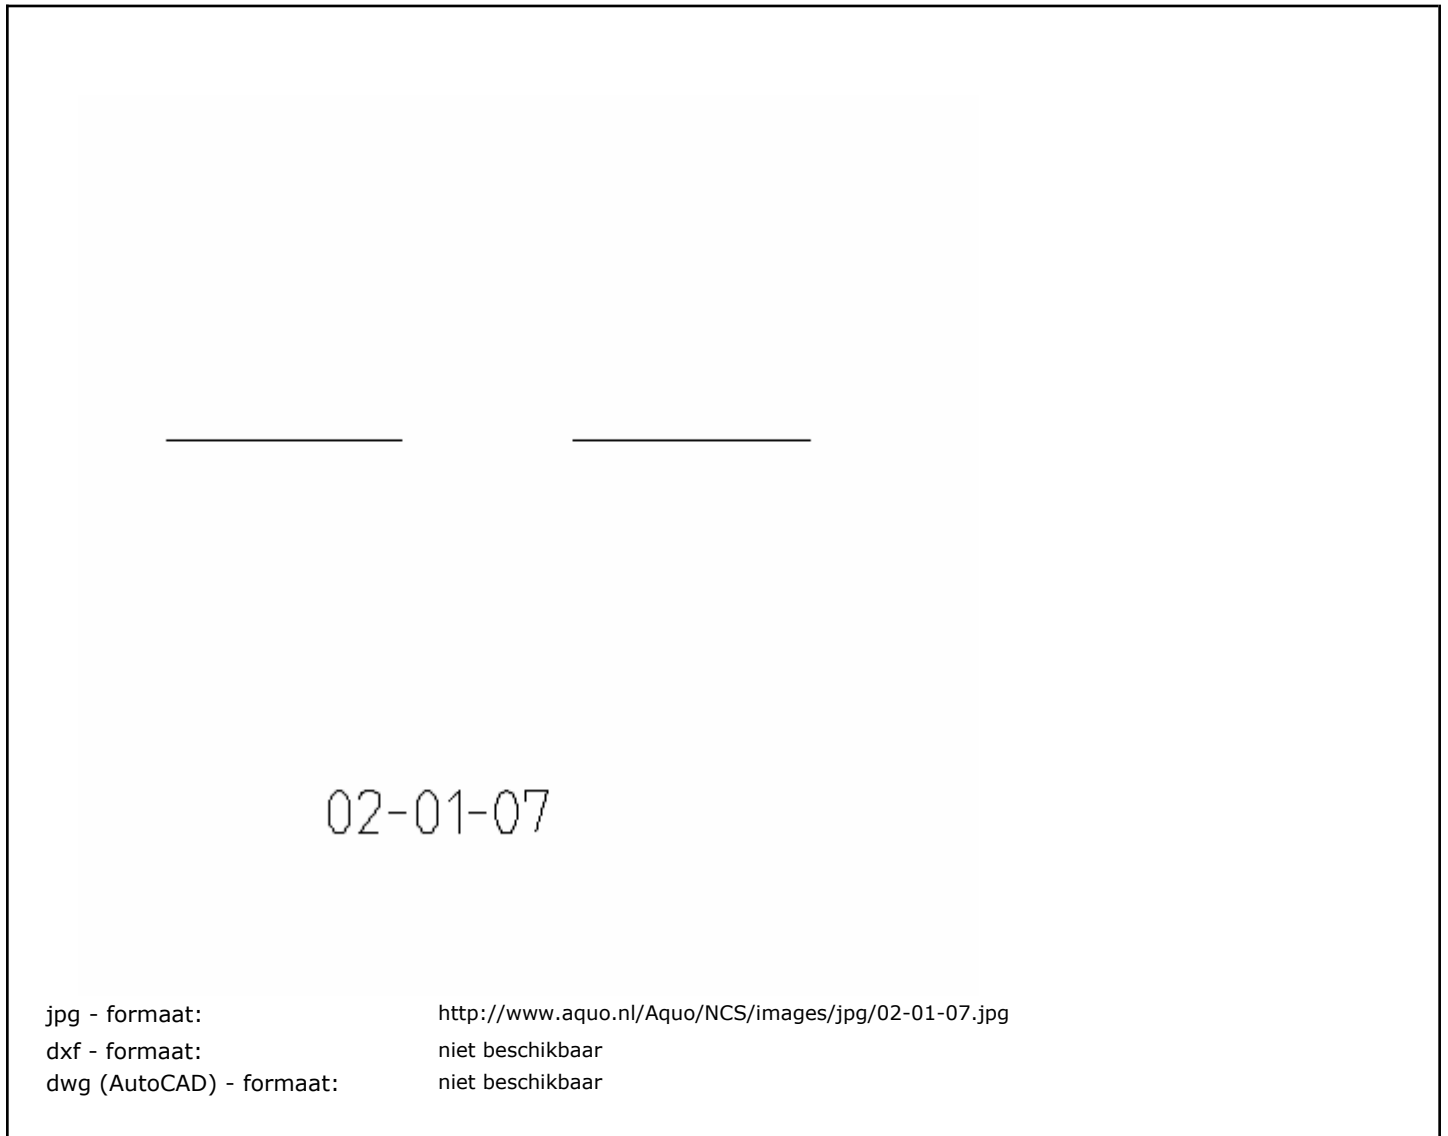 02-01-07
jpg - formaat: http://www.aquo.nl/Aquo/NCS/images/jpg/02-01-07.jpg
dxf - formaat: niet beschikbaar
dwg (AutoCAD) - formaat: niet beschikbaar